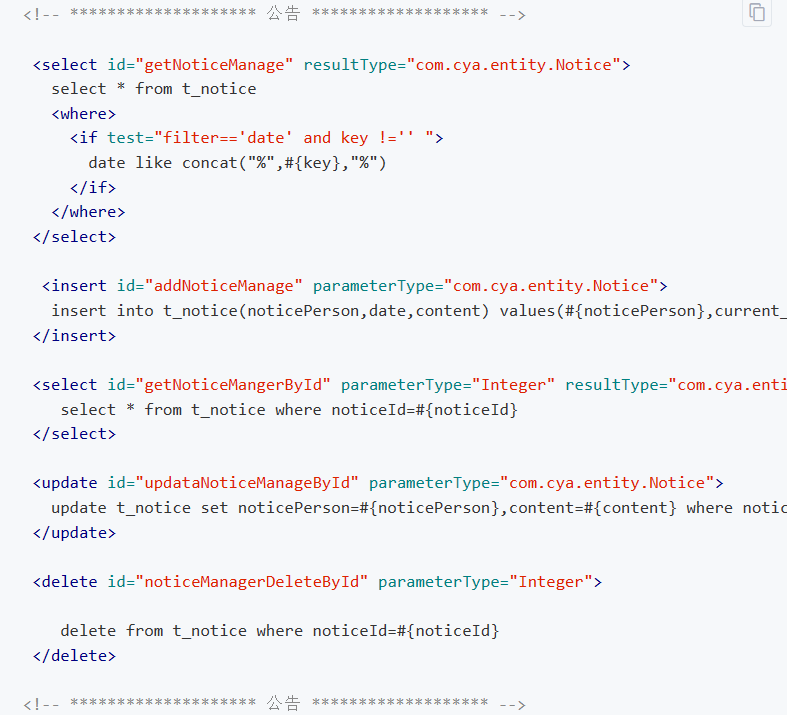 <!-- ******************** 公告 ******************* -->
<select id="getNoticeManage" resultType="com.cya.entity.Notice">
select * from t_notice
<where>
<if test="filter=='date' and key !='' ">
date like concat("%",#{key},"%")
</if>
</where>
</select>
<insert id="addNoticeManage" parameterType="com.cya.entity.Notice">
insert into t_notice(noticePerson,date,content) values(#{noticePerson},current_
</insert>
<select id="getNoticeMangerById" parameterType="Integer" resultType="com.cya.enti
select * from t_notice where noticeId=#{noticeId}
</select>
<update id="updataNoticeManageById" parameterType="com.cya.entity.Notice">
update t_notice set noticePerson=#{noticePerson},content=#{content} where notic
</update>
<delete id="noticeManagerDeleteById" parameterType="Integer">
delete from t_notice where noticeId=#{noticeId}
</delete>
<!-- ******************** 公告 ******************* -->